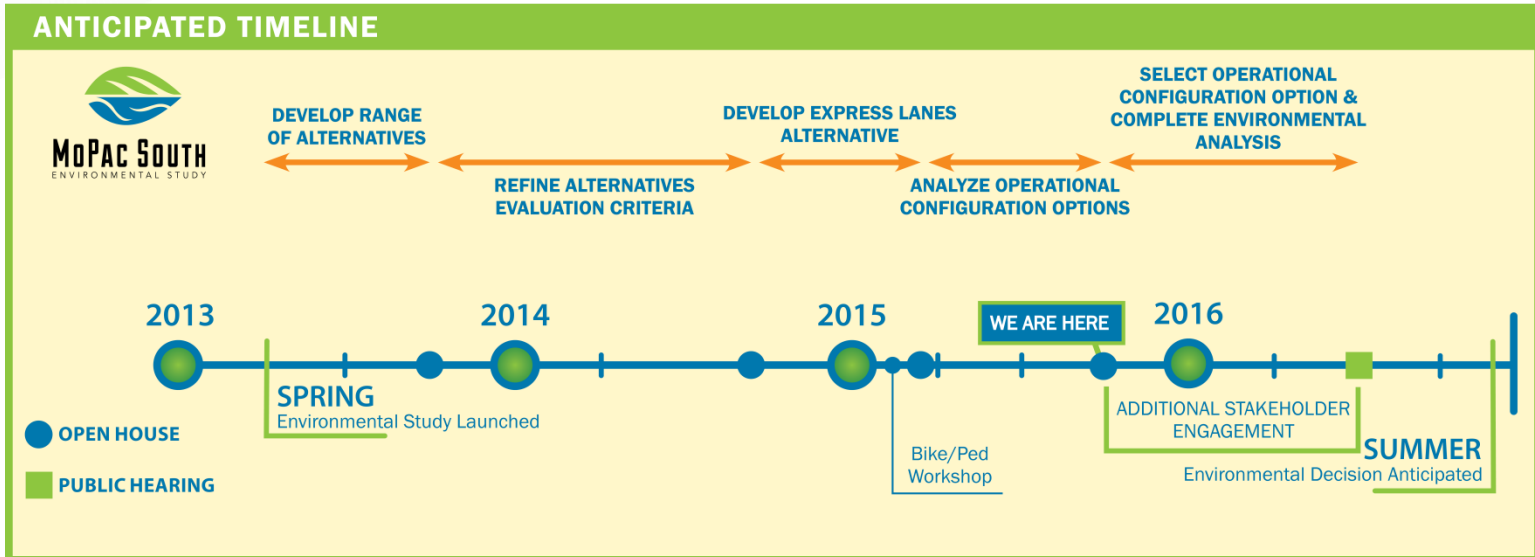 ANTICIPATED TIMELINE
MOPAC SOUTH
ENVIRONMENTAL STUDY
DEVELOP RANGE
OF ALTERNATIVES
REFINE ALTERNATIVES
EVALUATION CRITERIA
DEVELOP EXPRESS LANES
ALTERNATIVE
ANALYZE OPERATIONAL
CONFIGURATION OPTIONS
SELECT OPERATIONAL
CONFIGURATION OPTION &
COMPLETE ENVIRONMENTAL
ANALYSIS
2013
2014
2015
WE ARE HERE
2016
SPRING
Environmental Study Launched
Bike/Ped
Workshop
ADDITIONAL STAKEHOLDER
ENGAGEMENT
SUMMER
Environmental Decision Anticipated
OPEN HOUSE
PUBLIC HEARING